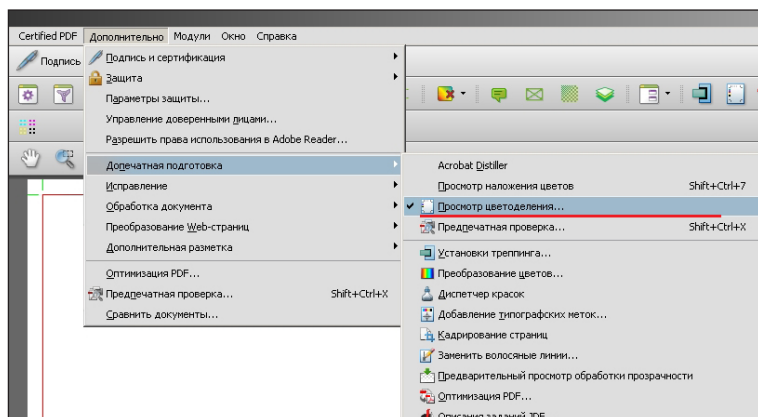 Certified PDF Дополнительно Модули Окно Справка
Подпись
Подпись и сертификация
Защита
Параметры защиты...
Управление доверенными лицами...
Разрешить права использования в Adobe Reader...
Допечатная подготовка
Исправление
Обработка документа
Преобразование Web-страниц
Дополнительная разметка
Оптимизация PDF...
Предпечатная проверка... Shift+Ctrl+X
Сравнить документы...
Acrobat Distiller
Просмотр наложения цветов Shift+Ctrl+7
Просмотр цветоделения...
Предпечатная проверка... Shift+Ctrl+X
Установки треппинга...
Преобразование цветов...
Диспетчер красок
Добавление типографских меток...
Кадрирование страниц
Заменить волосяные линии...
Предварительный просмотр обработки прозрачности
Оптимизация PDF...
Описания заданий JDF